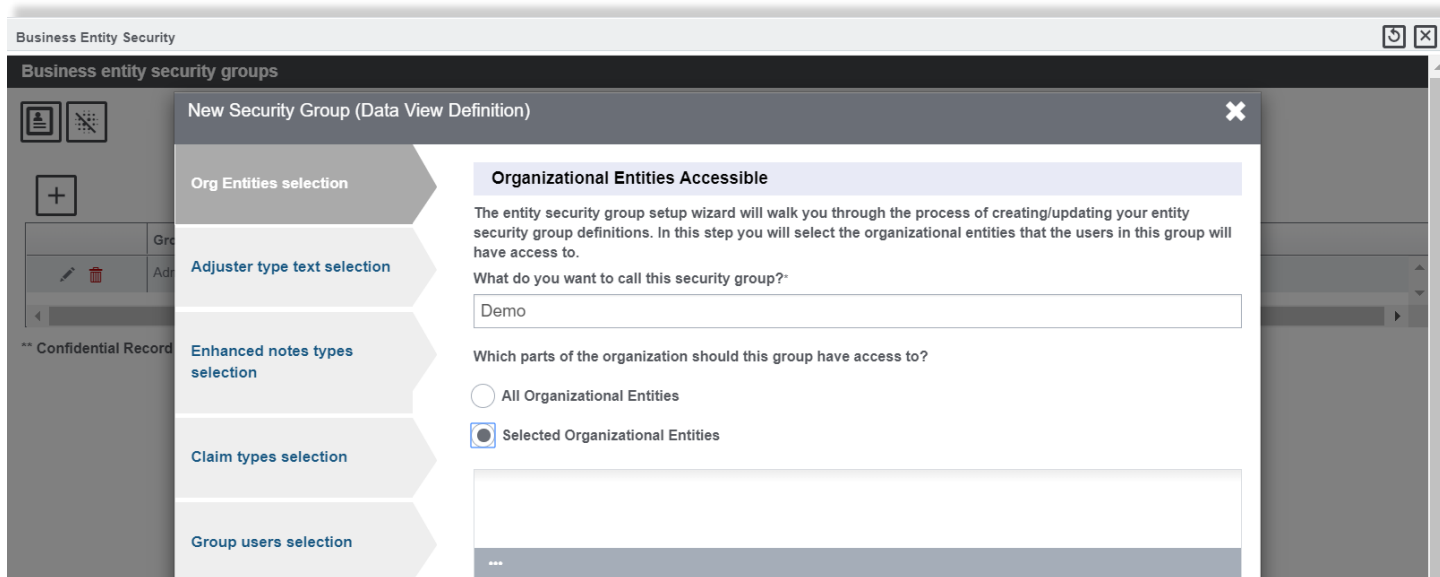 Business Entity Security
Business entity security groups
New Security Group (Data View Definition)
Org Entities selection
Adjuster type text selection
Enhanced notes types
selection
Claim types selection
Group users selection
Organizational Entities Accessible
The entity security group setup wizard will walk you through the process of creating/updating your entity
security group definitions. In this step you will select the organizational entities that the users in this group will
have access to.
What do you want to call this security group?*
Demo
Which parts of the organization should this group have access to?
All Organizational Entities
Selected Organizational Entities
...
** Confidential Record